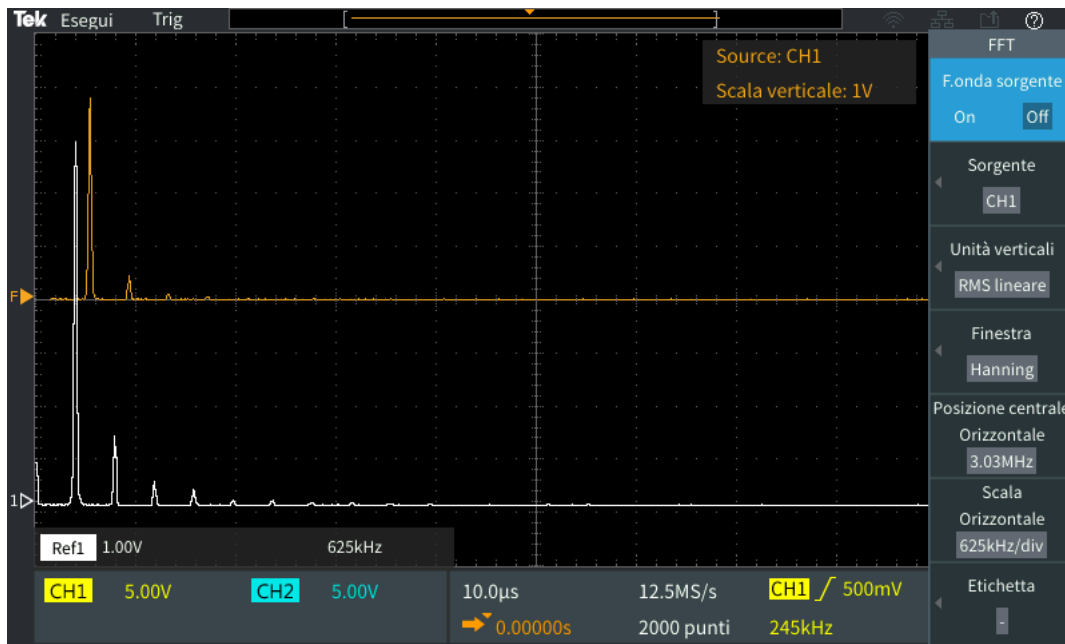 Tek Esegui Trig
FFT
Source: CH1
Scala verticale: 1V
F.onda sorgente
On Off
Sorgente
CH1
Unità verticali
RMS lineare
F
Finestra
Hanning
Posizione centrale
Orizzontale
3.03MHz
Scala
Orizzontale
625kHz/div
1
Ref1 1.00V 625kHz
CH1 5.00V CH2 5.00V 10.0µs 12.5MS/s CH1 500mV
0.00000s 2000 punti 245kHz
Etichetta
-